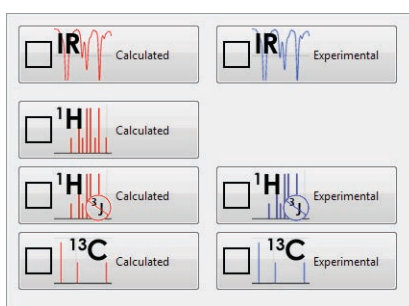 IR Calculated
IR Experimental
¹H Calculated
¹H ³J Calculated
¹H ³J Experimental
¹³C Calculated
¹³C Experimental